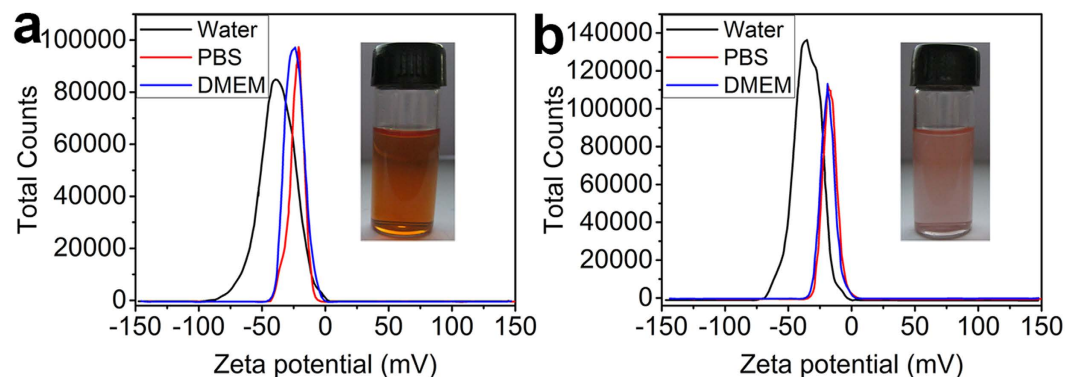 a
Water
PBS
DMEM
100000
80000
60000
40000
20000
0
Total Counts
-150 -100 -50 0 50 100 150
Zeta potential (mV)
b
Water
PBS
DMEM
140000
120000
100000
80000
60000
40000
20000
0
Total Counts
-150 -100 -50 0 50 100 150
Zeta potential (mV)